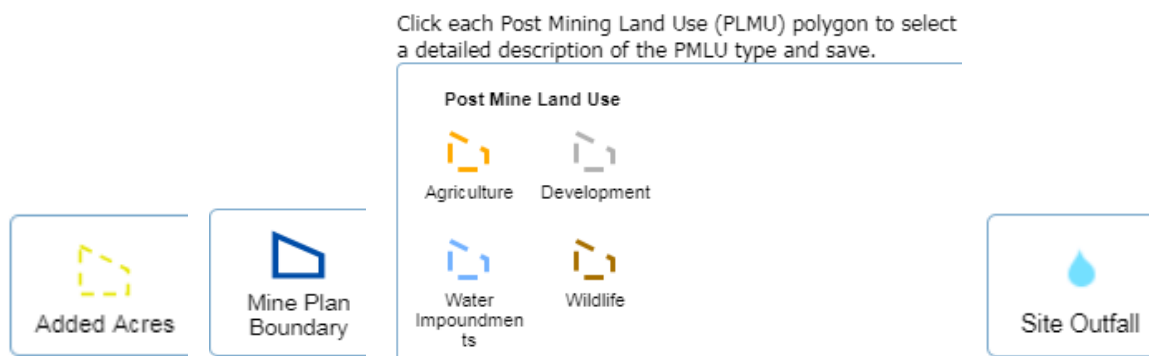 Click each Post Mining Land Use (PLMU) polygon to select
a detailed description of the PMLU type and save.
Post Mine Land Use
Agriculture
Development
Water
Impoundmen
ts
Wildlife
Added Acres
Mine Plan
Boundary
Site Outfall